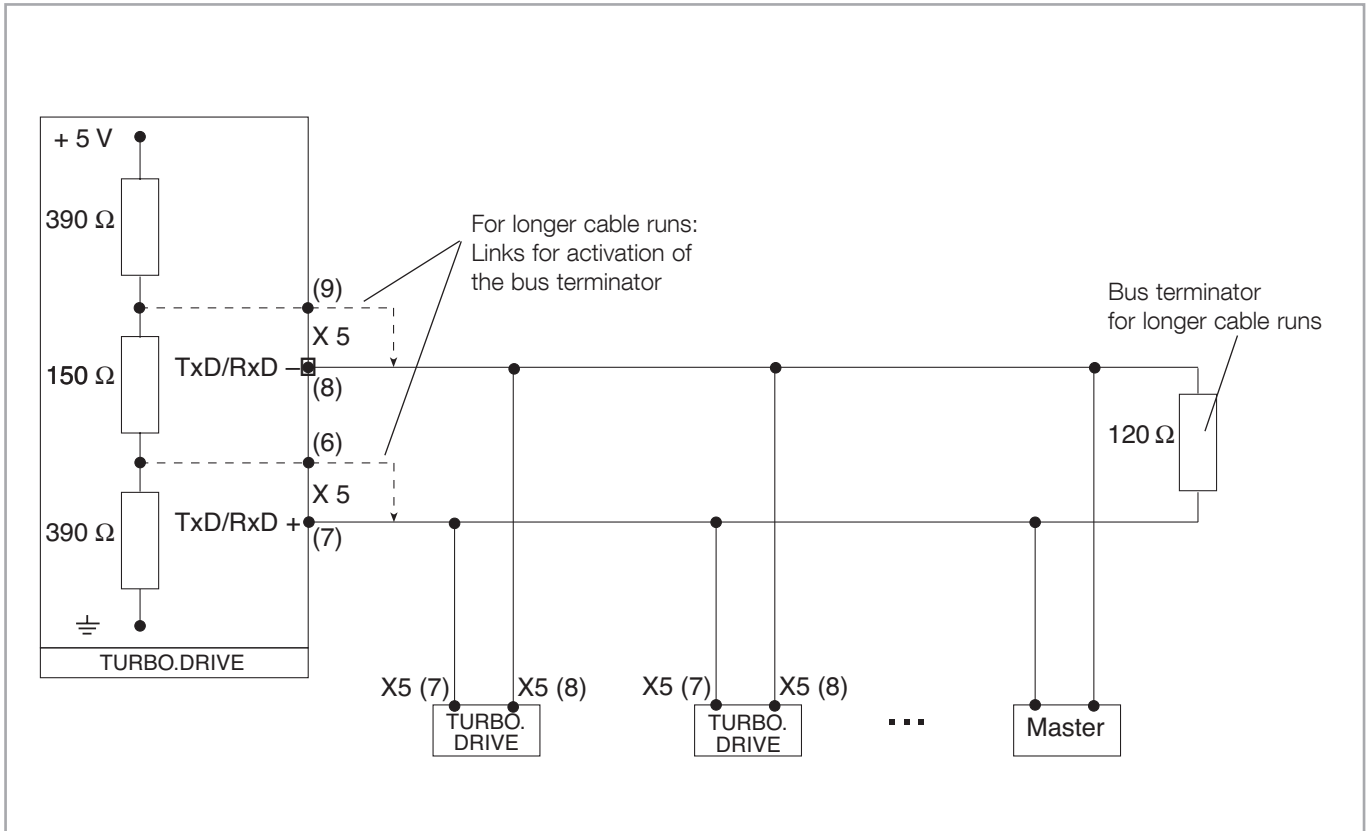 + 5 V
390 Ω
150 Ω
390 Ω
(9)
X 5
TxD/RxD –
(8)
(6)
X 5
TxD/RxD +
(7)
TURBO.DRIVE
For longer cable runs:
Links for activation of
the bus terminator
Bus terminator
for longer cable runs
120 Ω
X5 (7)
X5 (8)
TURBO.
DRIVE
X5 (7)
X5 (8)
TURBO.
DRIVE
...
Master